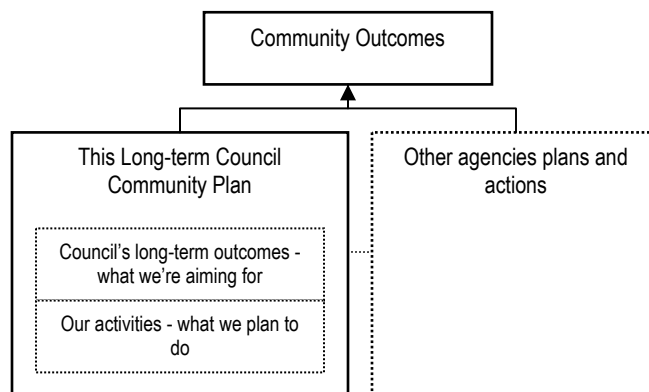 Community Outcomes
This Long-term Council
Community Plan
Council’s long-term outcomes -
what we’re aiming for
Our activities - what we plan to
do
Other agencies plans and
actions